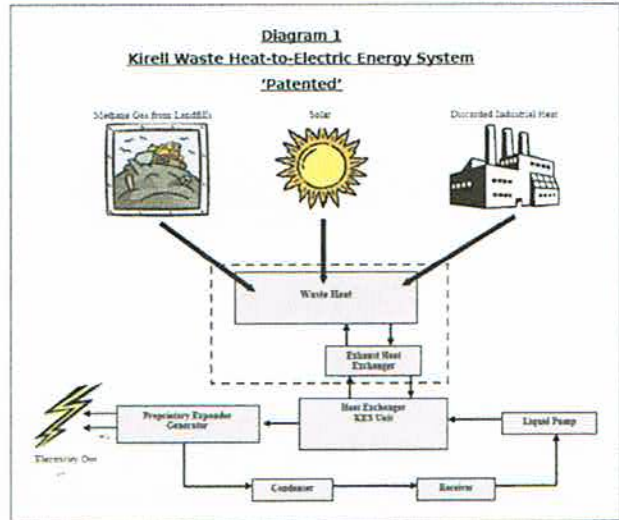 Diagram 1
Kirell Waste Heat-to-Electric Energy System
'Patented'
Methane Gas from Landfills
Solar
Discarded Industrial Heat
Waste Heat
Exhaust Heat
Exchanger
Heat Exchanger
KES Unit
Proprietary Expander
Generator
Liquid Pump
Electricity Out
Condenser
Receiver